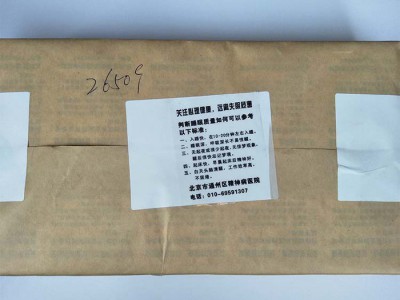 26509
关注心理健康，远离失眠抑郁
判断睡眠质量如何可以参考
以下标准：
一、入睡快，在10-20分钟左右入睡。
二、睡眠深，呼吸深长不易惊醒。
三、无起夜或很少起夜，无惊梦现象，
醒后很快忘记梦境。
四、起床快，早晨起床后精神好。
五、白天头脑清醒，工作效率高，
不困倦。
北京市通州区精神病医院
电话：010-69591307